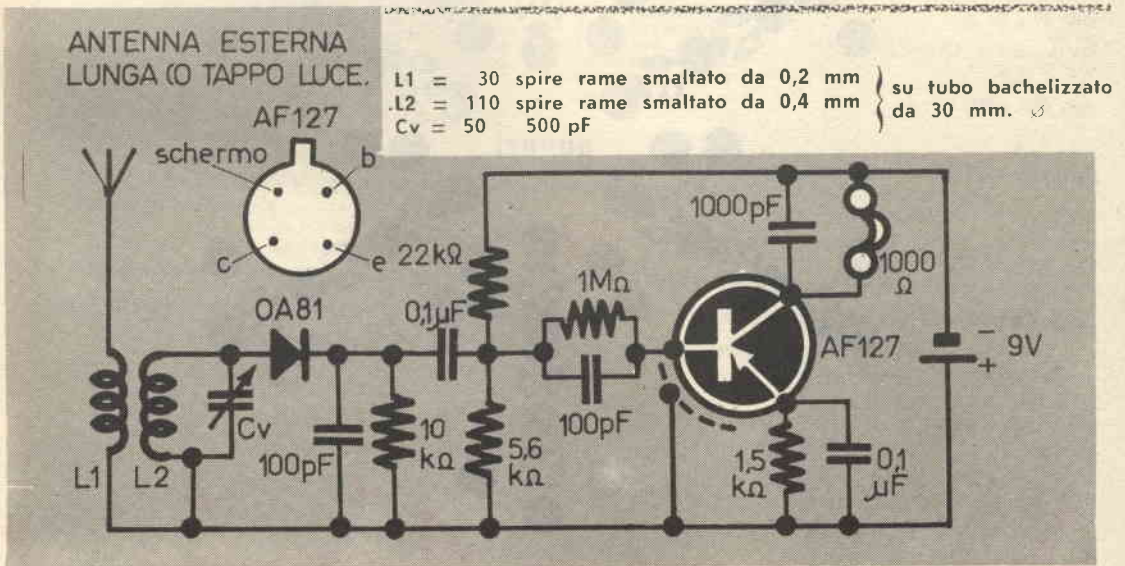 ANTENNA ESTERNA
LUNGA (O TAPPO LUCE.
L1 = 30 spire rame smaltato da 0,2 mm
L2 = 110 spire rame smaltato da 0,4 mm
Cv = 50 500 pF
su tubo bachelizzato
da 30 mm. ∅
AF127
schermo
b
c
e
OA81
22kΩ
0,1µF
1MΩ
100pF
1000pF
1000
Ω
AF127
-
+
9V
L1
L2
Cv
100pF
10
kΩ
5,6
kΩ
1,5
kΩ
0,1
µF